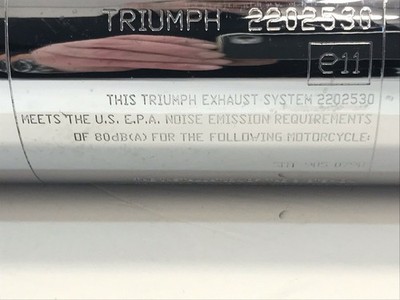 TRIUMPH 2202530
e11
THIS TRIUMPH EXHAUST SYSTEM 2202530
MEETS THE U.S. E.P.A. NOISE EMISSION REQUIREMENTS
OF 80dB(A) FOR THE FOLLOWING MOTORCYCLE: